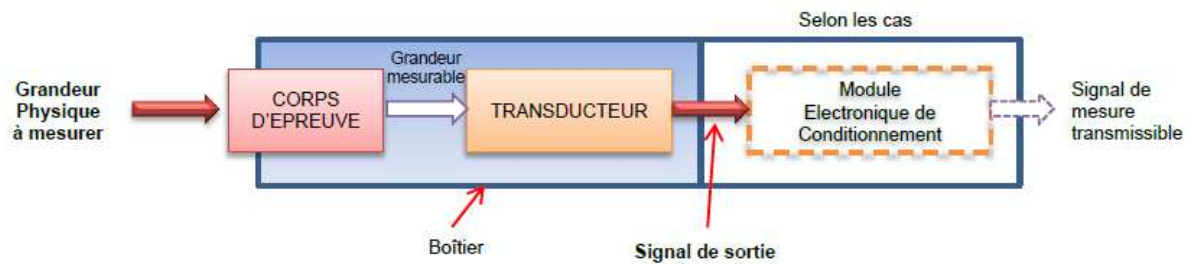 Selon les cas
Grandeur
Physique
à mesurer
CORPS
D'EPREUVE
Grandeur
mesurable
TRANSDUCTEUR
Module
Electronique de
Conditionnement
Signal de
mesure
transmissible
Boîtier
Signal de sortie